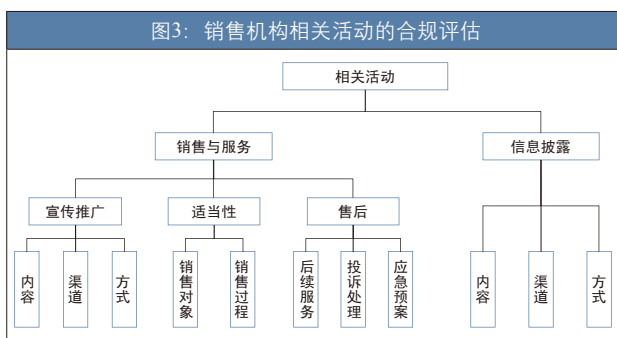 图3：销售机构相关活动的合规评估
相关活动
销售与服务
信息披露
宣传推广
适当性
售后
内容
渠道
方式
销售对象
销售过程
后续服务
投诉处理
应急预案
内容
渠道
方式